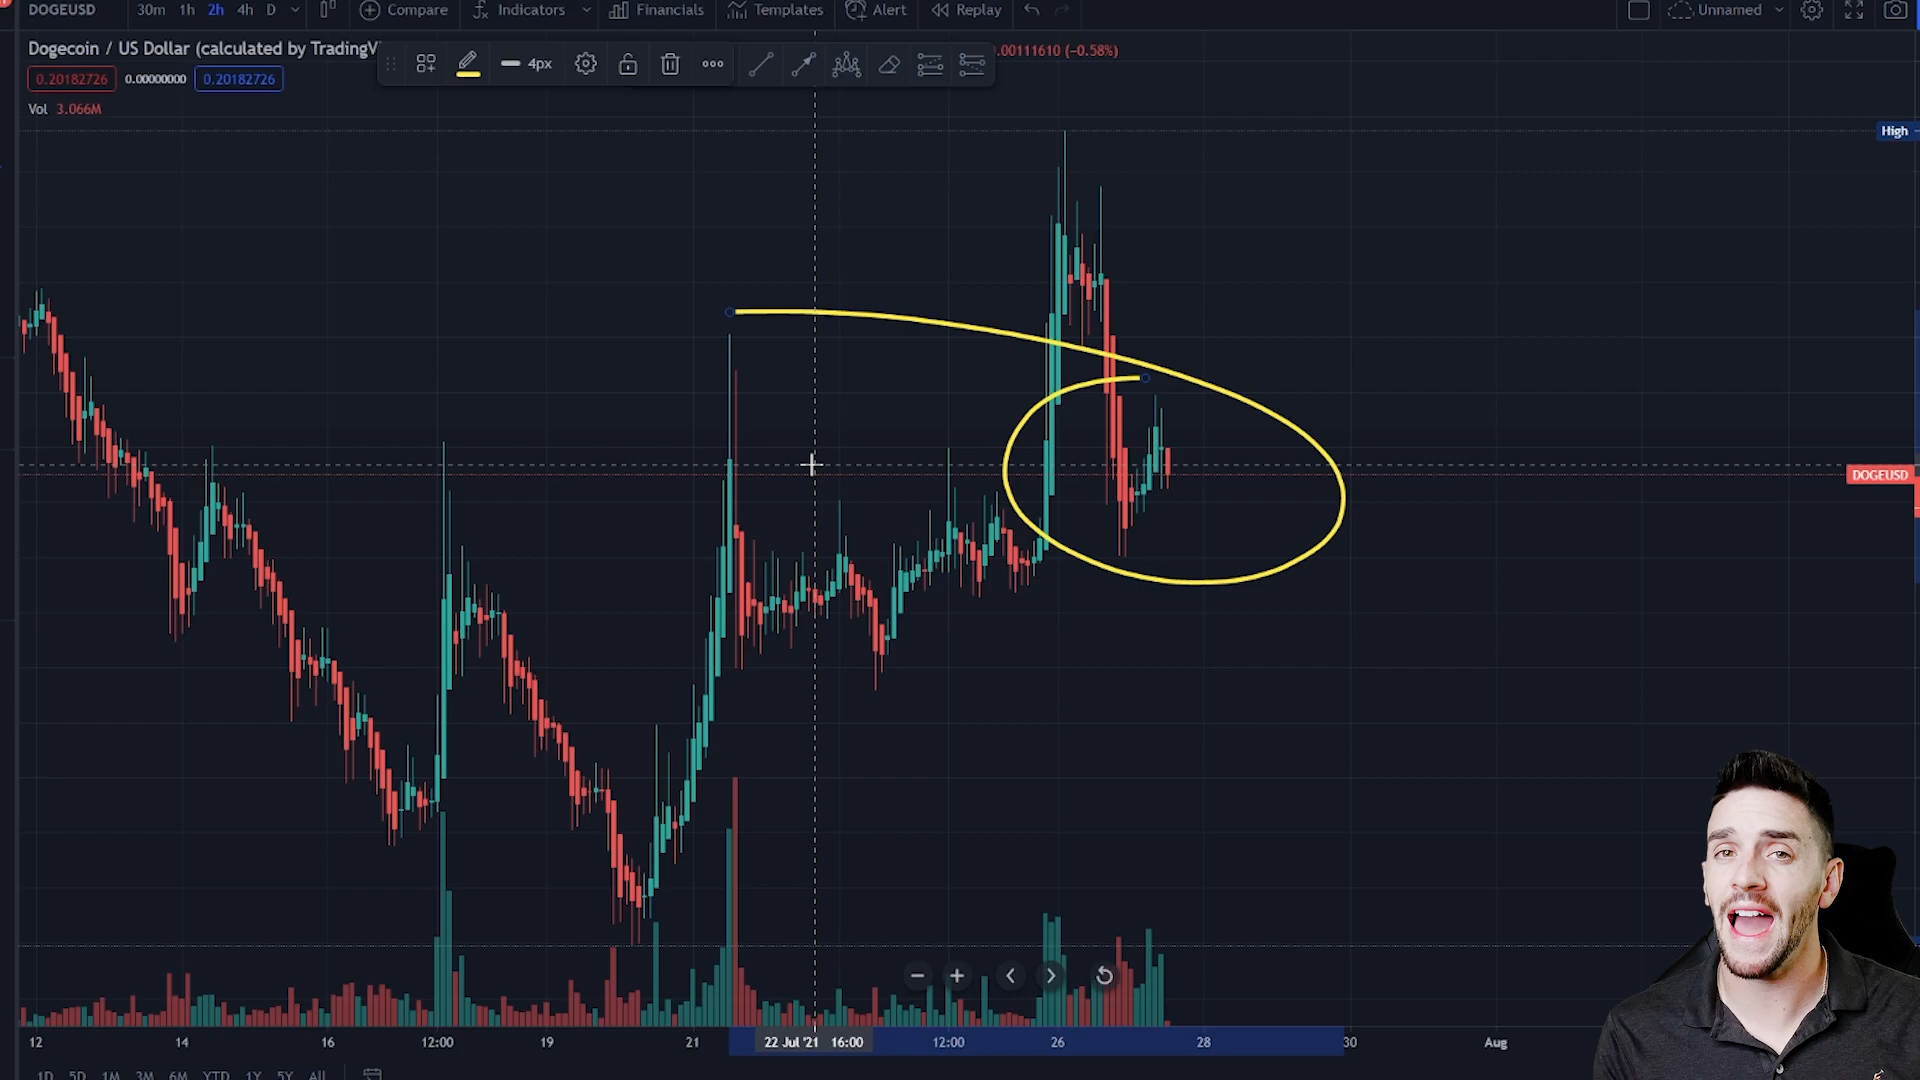 DOGEUSD 30m 1h 2h 4h D Compare Indicators Financials Templates Alert Replay Unnamed
Dogecoin / US Dollar (calculated by TradingV
4px
.00111610 (−0.58%)
0.20182726 0.00000000 0.20182726
Vol 3.066M
High
DOGEUSD
12 14 16 12:00 19 21 22 Jul '21 16:00 12:00 26 28 30 Aug
1D 5D 1M 3M 6M YTD 1Y 5Y All